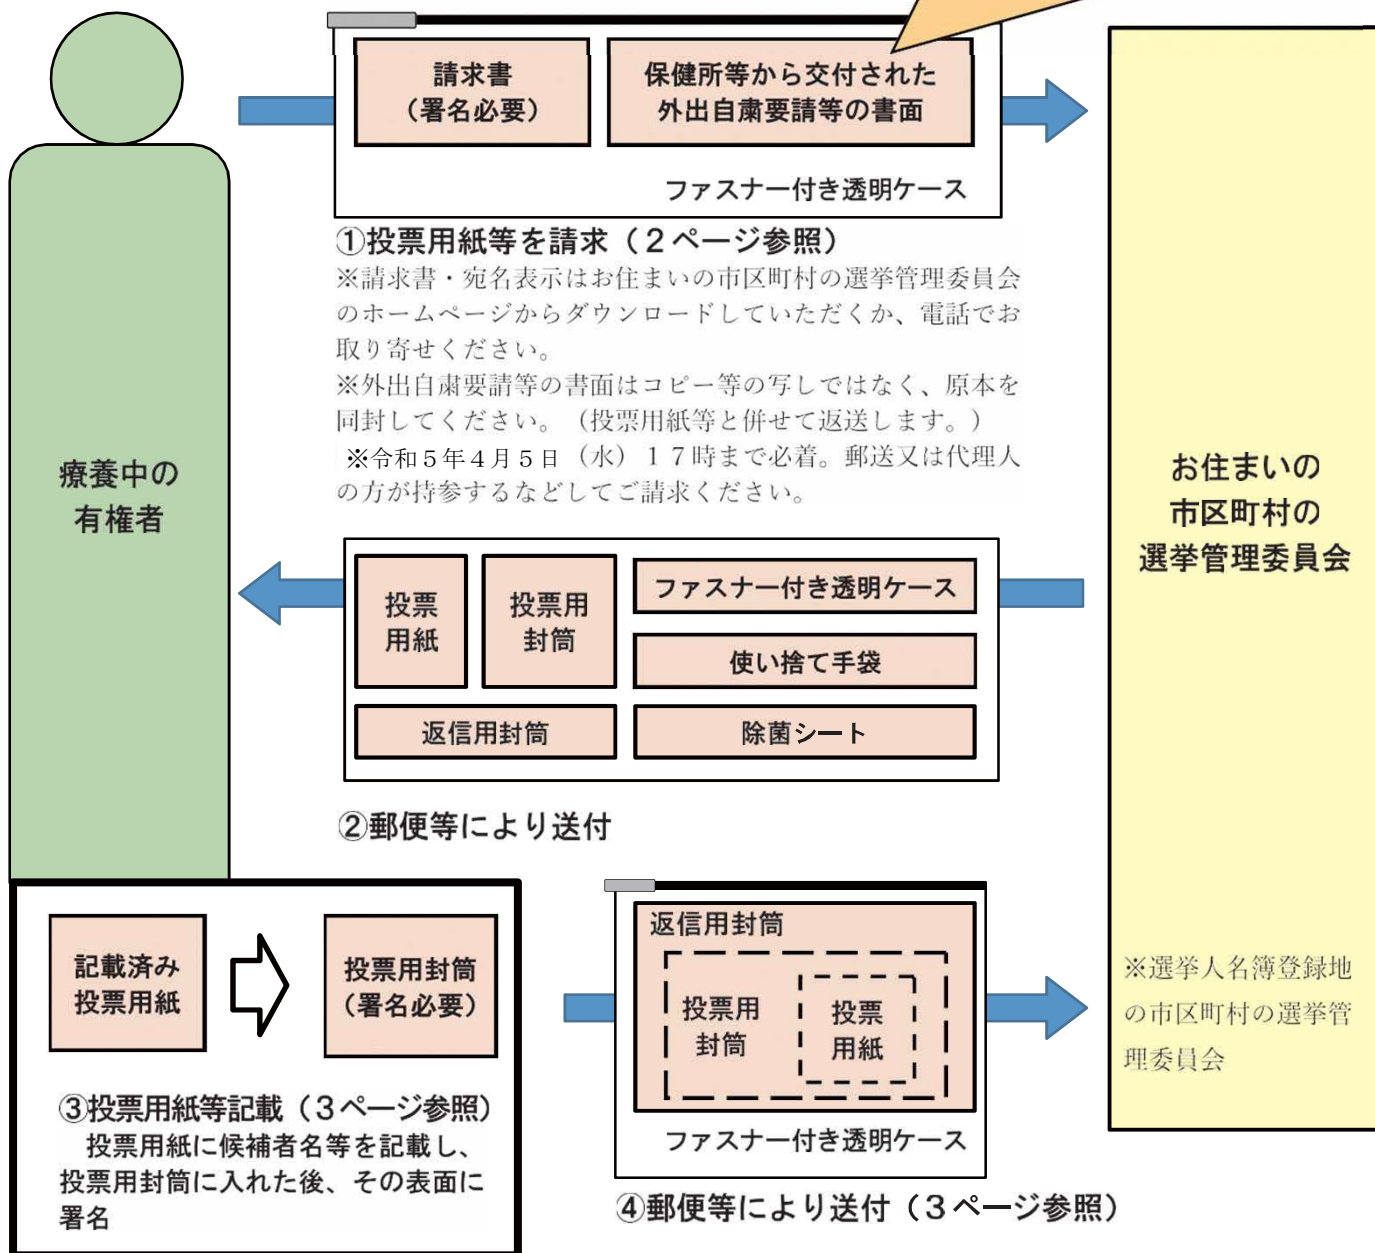 請求書
（署名必要）
保健所等から交付された
外出自粛要請等の書面
ファスナー付き透明ケース
①投票用紙等を請求（２ページ参照）
※請求書・宛名表示はお住まいの市区町村の選挙管理委員会
のホームページからダウンロードしていただくか、電話でお
取り寄せください。
※外出自粛要請等の書面はコピー等の写しではなく、原本を
同封してください。（投票用紙等と併せて返送します。）
※令和５年４月５日（水）１７時まで必着。郵送又は代理人
の方が持参するなどしてご請求ください。
療養中の
有権者
お住まいの
市区町村の
選挙管理委員会
投票
用紙
投票用
封筒
ファスナー付き透明ケース
使い捨て手袋
返信用封筒
除菌シート
②郵便等により送付
記載済み
投票用紙
投票用封筒
（署名必要）
③投票用紙等記載（３ページ参照）
投票用紙に候補者名等を記載し、
投票用封筒に入れた後、その表面に
署名
返信用封筒
投票用
封筒
投票
用紙
ファスナー付き透明ケース
④郵便等により送付（３ページ参照）
※選挙人名簿登録地
の市区町村の選挙管
理委員会